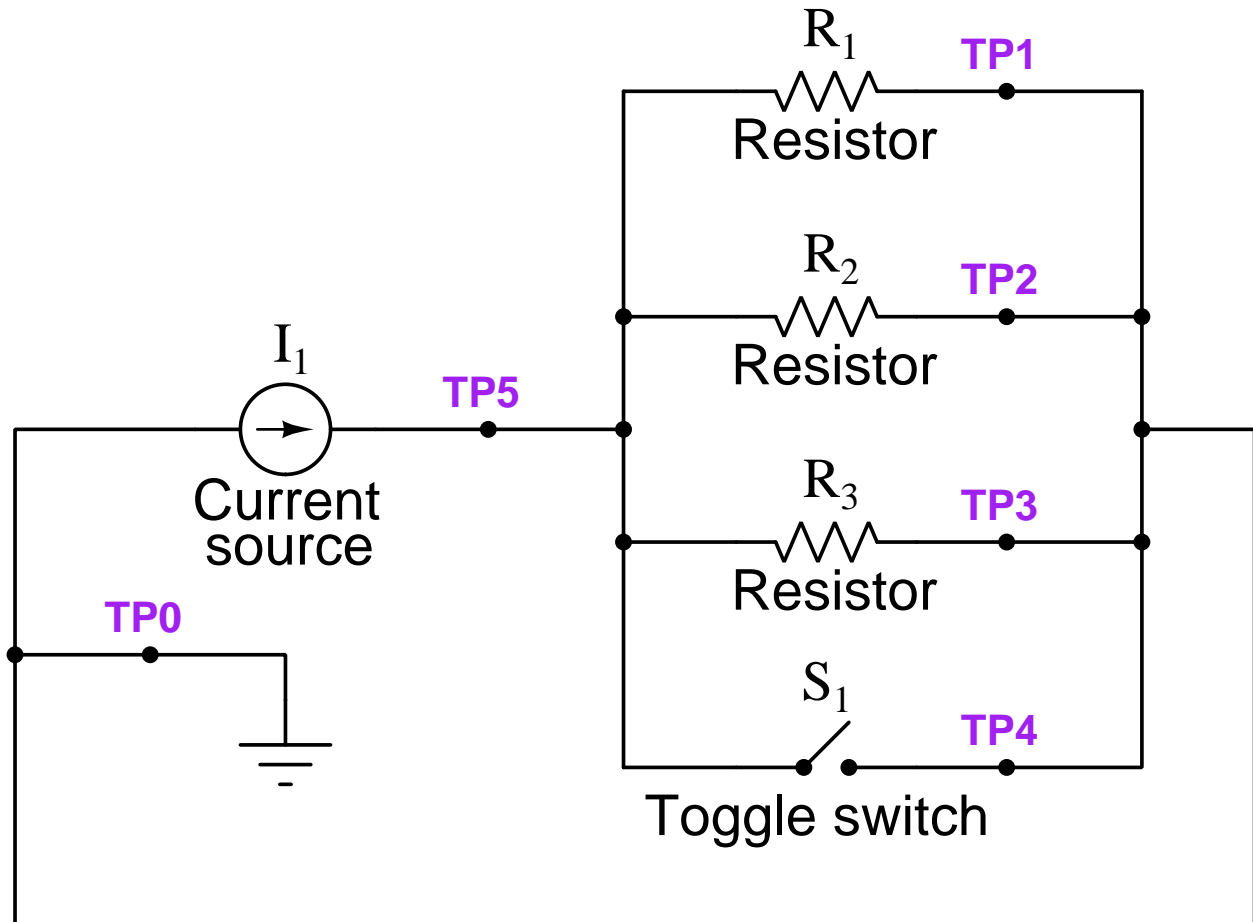 R1
TP1
Resistor
R2
TP2
Resistor
I1
TP5
Current
source
R3
TP3
Resistor
TP0
S1
TP4
Toggle switch